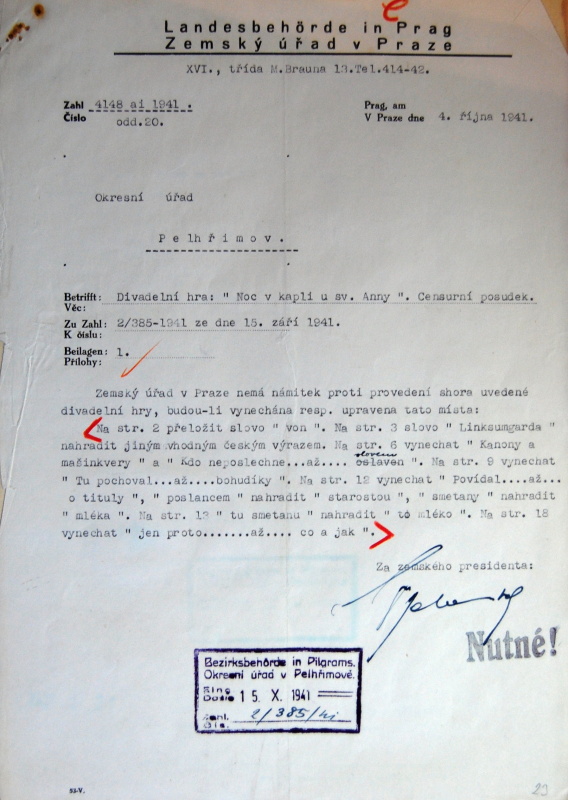 Landesbehörde in Prag
Zemský úřad v Praze
XVI., třída M.Brauna 13.Tel.414-42.
Zahl 4148 ai 1941 .
Číslo odd.20.
Prag, am
V Praze dne 4. října 1941.
Okresní úřad
Pelhřimov.
Betrifft: Divadelní hra: " Noc v kapli u sv. Anny ". Censurní posudek.
Věc:
Zu Zahl: 2/385-1941 ze dne 15. září 1941.
K číslu:
Beilagen: 1.
Přílohy:
Zemský úřad v Praze nemá námitek proti provedení shora uvedené
divadelní hry, budou-li vynechána resp. upravena tato místa:
Na str. 2 přeložit slovo " von ". Na str. 3 slovo " Linksumgarda "
nahradit jiným vhodným českým výrazem. Na str. 6 vynechat " Kanony a
mašinkvery " a " Kdo neposlechne...až.... osláven ". Na str. 9 vynechat
slovem
" Tu pochoval...až...bohudíky ". Na str. 12 vynechat " Povídal....až...
o tituly ", " poslancem " nahradit " starostou ", " smetany " nahradit
" mléka ". Na str. 13 " tu smetanu " nahradit " to mléko ". Na str. 18
vynechat " jen proto.......až.... co a jak ".
Za zemského presidenta:
Nutné!
Bezirksbehörde in Pilgrams.
Okresní úřad v Pelhřimově.
Došlo 15. X. 1941
Zahl. 2/385/
Čís.
53-V.
29